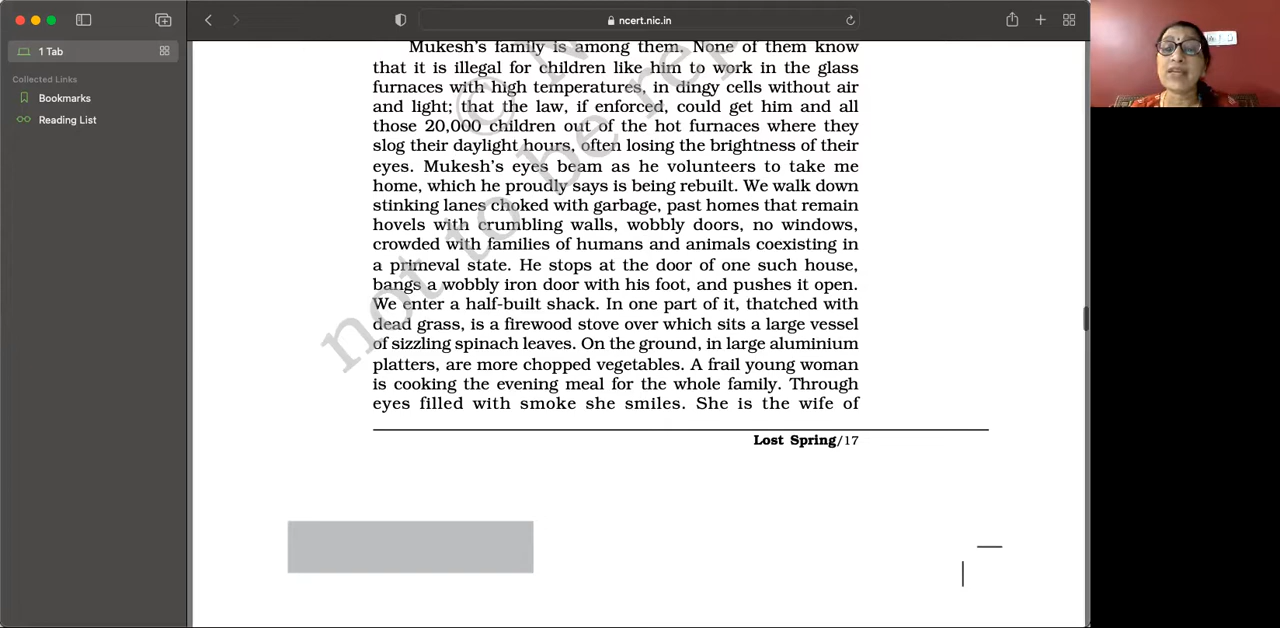 1 Tab
ncert.nic.in
Collected Links
Bookmarks
Reading List
Mukesh's family is among them. None of them know
that it is illegal for children like him to work in the glass
furnaces with high temperatures, in dingy cells without air
and light; that the law, if enforced, could get him and all
those 20,000 children out of the hot furnaces where they
slog their daylight hours, often losing the brightness of their
eyes. Mukesh's eyes beam as he volunteers to take me
home, which he proudly says is being rebuilt. We walk down
stinking lanes choked with garbage, past homes that remain
hovels with crumbling walls, wobbly doors, no windows,
crowded with families of humans and animals coexisting in
a primeval state. He stops at the door of one such house,
bangs a wobbly iron door with his foot, and pushes it open.
We enter a half-built shack. In one part of it, thatched with
dead grass, is a firewood stove over which sits a large vessel
of sizzling spinach leaves. On the ground, in large aluminium
platters, are more chopped vegetables. A frail young woman
is cooking the evening meal for the whole family. Through
eyes filled with smoke she smiles. She is the wife of
© N
not to be rep
Lost Spring/17